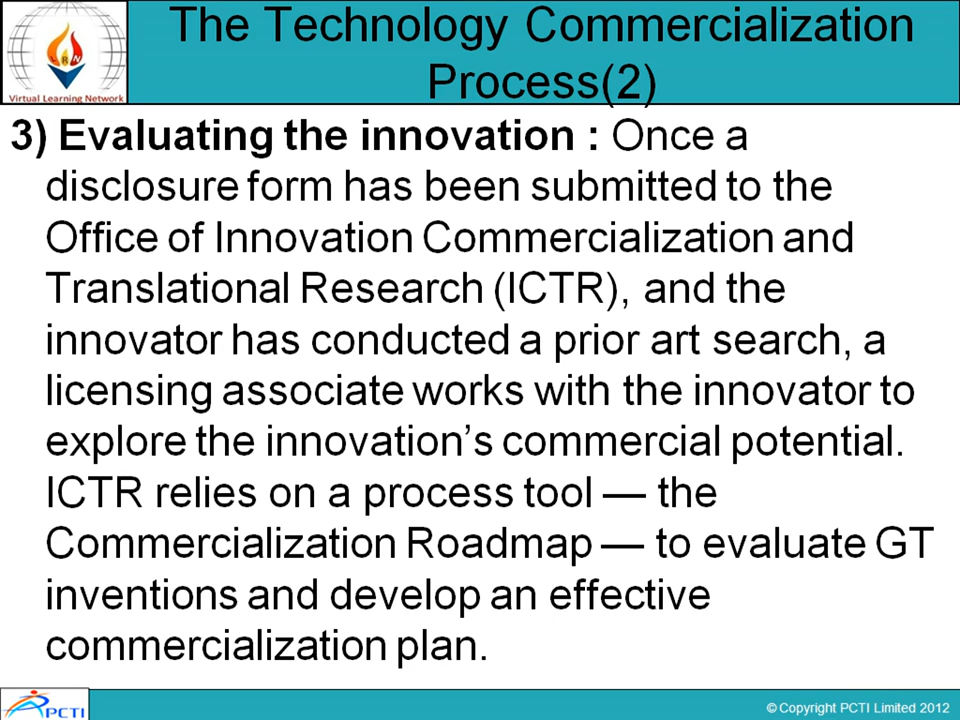 The Technology Commercialization
Process(2)
RN
Virtual Learning Network
3) Evaluating the innovation : Once a
disclosure form has been submitted to the
Office of Innovation Commercialization and
Translational Research (ICTR), and the
innovator has conducted a prior art search, a
licensing associate works with the innovator to
explore the innovation’s commercial potential.
ICTR relies on a process tool — the
Commercialization Roadmap — to evaluate GT
inventions and develop an effective
commercialization plan.
PCTI
© Copyright PCTI Limited 2012